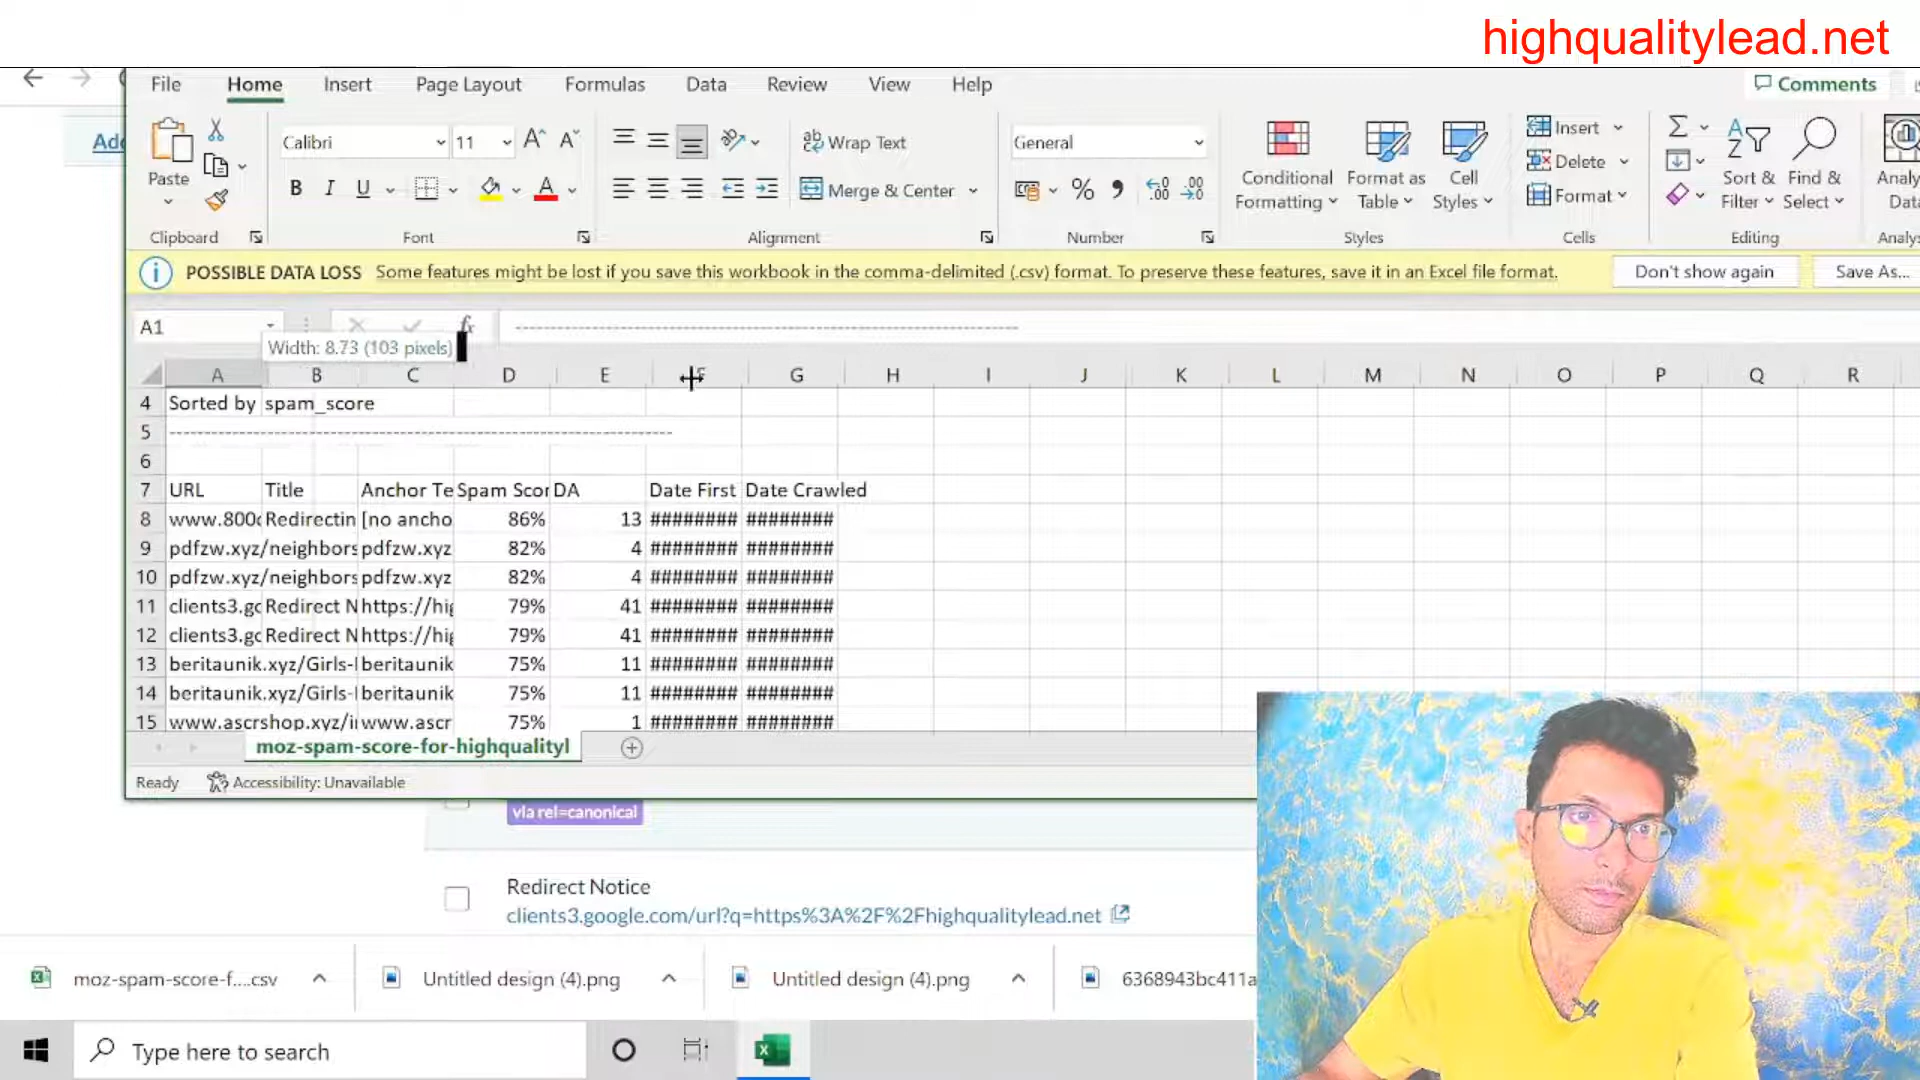 highqualitylead.net
File Home Insert Page Layout Formulas Data Review View Help Comments
Add
Paste
Calibri 11
B I U
Wrap Text
Merge & Center
General
Conditional Formatting
Format as Table
Cell Styles
Insert
Delete
Format
Sort & Filter
Find & Select
Clipboard Font Alignment Number Styles Cells Editing
POSSIBLE DATA LOSS Some features might be lost if you save this workbook in the comma-delimited (.csv) format. To preserve these features, save it in an Excel file format. Don't show again Save As...
A1 fx ----------------------------------------------------------------------
Width: 8.73 (103 pixels)
A B C D E F G H I J K L M N O P Q R
4 Sorted by spam_score
5 ----------------------------------------------------------------------
6
7 URL Title Anchor Te Spam Scor DA Date First Date Crawled
8 www.800c Redirectin [no ancho 86% 13 ######## ########
9 pdfzw.xyz/neighbors pdfzw.xyz 82% 4 ######## ########
10 pdfzw.xyz/neighbors pdfzw.xyz 82% 4 ######## ########
11 clients3.go Redirect N https://hig 79% 41 ######## ########
12 clients3.go Redirect N https://hig 79% 41 ######## ########
13 beritaunik.xyz/Girls-I beritaunik 75% 11 ######## ########
14 beritaunik.xyz/Girls-I beritaunik 75% 11 ######## ########
15 www.ascrshop.xyz/i www.ascr 75% 1 ######## ########
moz-spam-score-for-highqualityl
Ready Accessibility: Unavailable
via rel=canonical
Redirect Notice
clients3.google.com/url?q=https%3A%2F%2Fhighqualitylead.net
moz-spam-score-f....csv Untitled design (4).png Untitled design (4).png 6368943bc411a
Type here to search